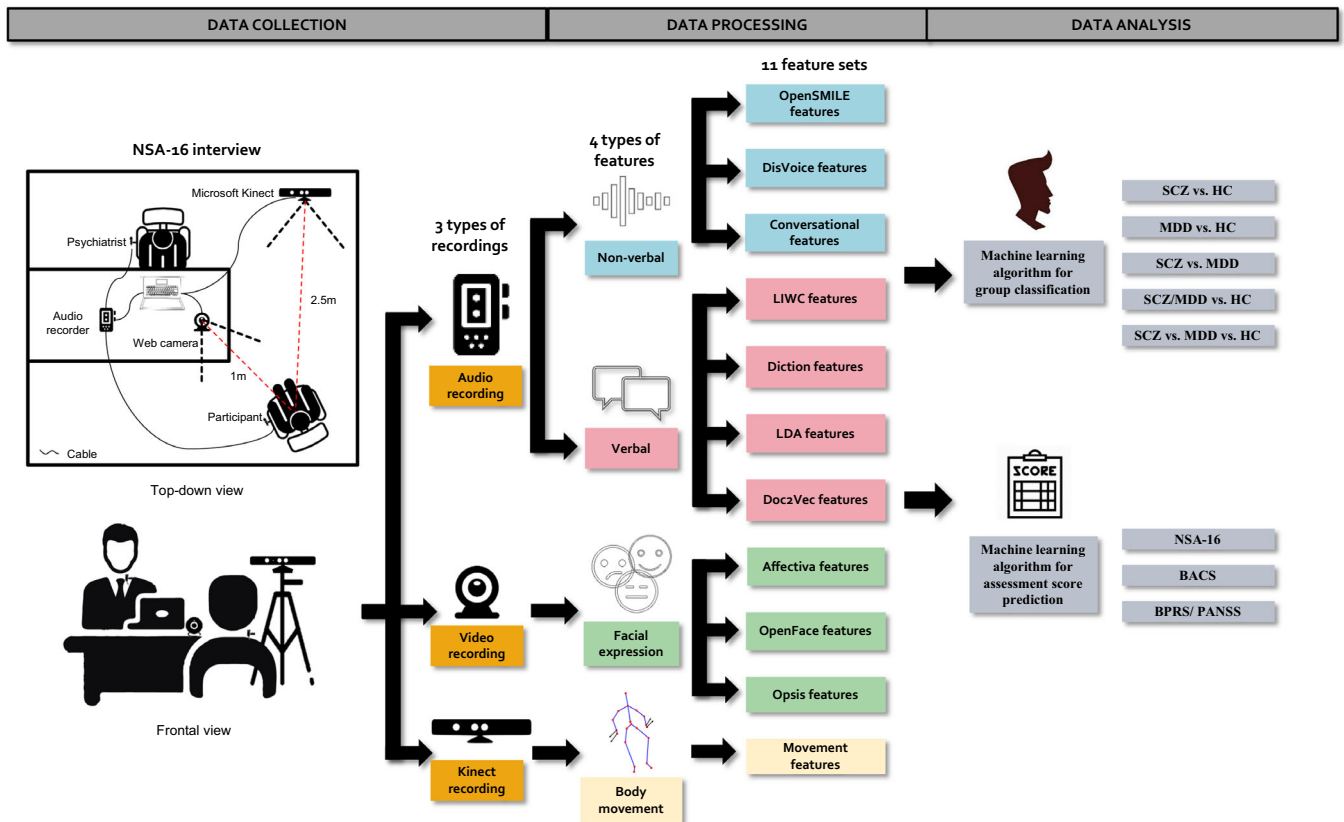 DATA COLLECTION
DATA PROCESSING
DATA ANALYSIS
NSA-16 interview
Microsoft Kinect
Psychiatrist
2.5m
Audio
recorder
Web camera
1m
Participant
Cable
Top-down view
Frontal view
3 types of
recordings
Audio
recording
Video
recording
Kinect
recording
4 types of
features
Non-verbal
Verbal
Facial
expression
Body
movement
11 feature sets
OpenSMILE
features
DisVoice features
Conversational
features
LIWC features
Diction features
LDA features
Doc2Vec features
Affectiva features
OpenFace features
Opsis features
Movement
features
Machine learning
algorithm for
group classification
SCZ vs. HC
MDD vs. HC
SCZ vs. MDD
SCZ/MDD vs. HC
SCZ vs. MDD vs. HC
SCORE
Machine learning
algorithm for
assessment score
prediction
NSA-16
BACS
BPRS/ PANSS